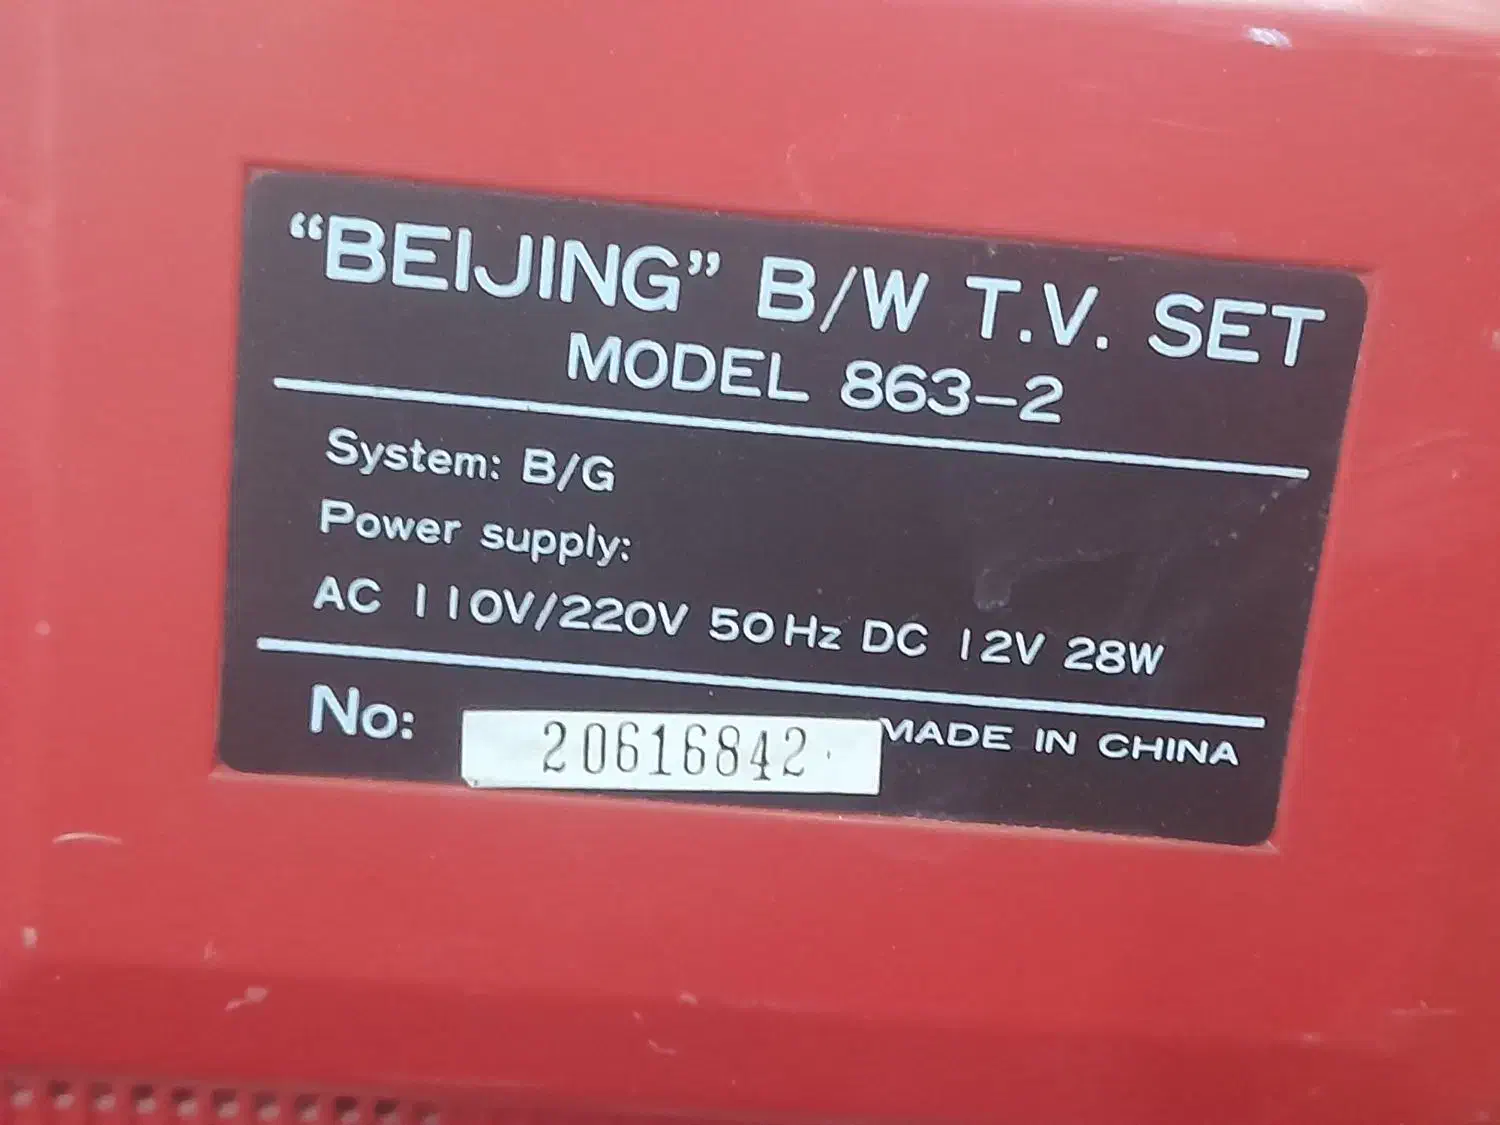 “BEIJING” B/W T.V. SET
MODEL 863-2
System: B/G
Power supply:
AC 110V/220V 50Hz DC 12V 28W
No: 20616842 MADE IN CHINA